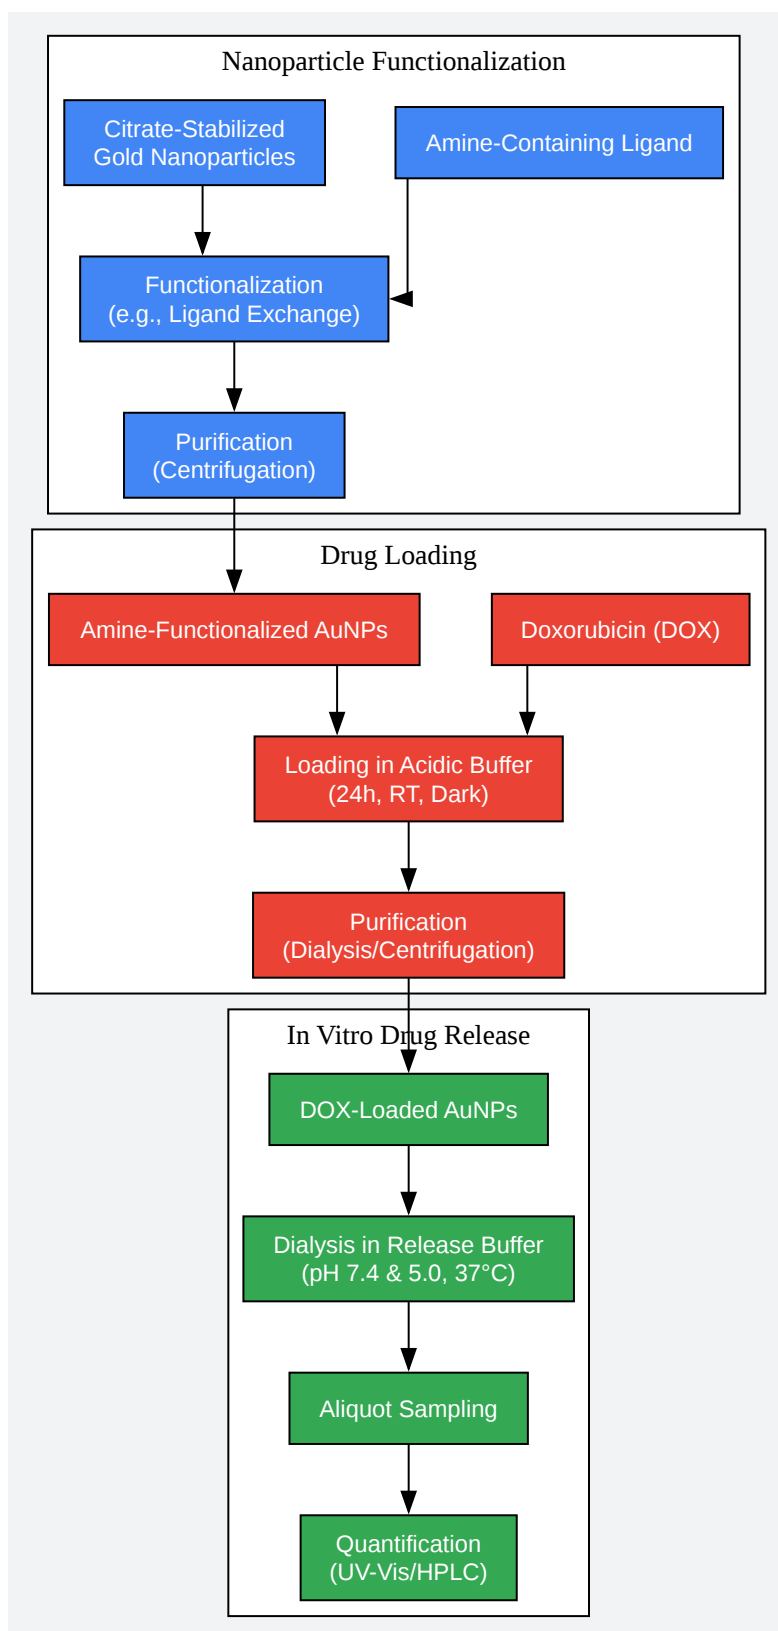 Nanoparticle Functionalization
Citrate-Stabilized
Gold Nanoparticles
Amine-Containing Ligand
Functionalization
(e.g., Ligand Exchange)
Purification
(Centrifugation)
Drug Loading
Amine-Functionalized AuNPs
Doxorubicin (DOX)
Loading in Acidic Buffer
(24h, RT, Dark)
Purification
(Dialysis/Centrifugation)
In Vitro Drug Release
DOX-Loaded AuNPs
Dialysis in Release Buffer
(pH 7.4 & 5.0, 37°C)
Aliquot Sampling
Quantification
(UV-Vis/HPLC)